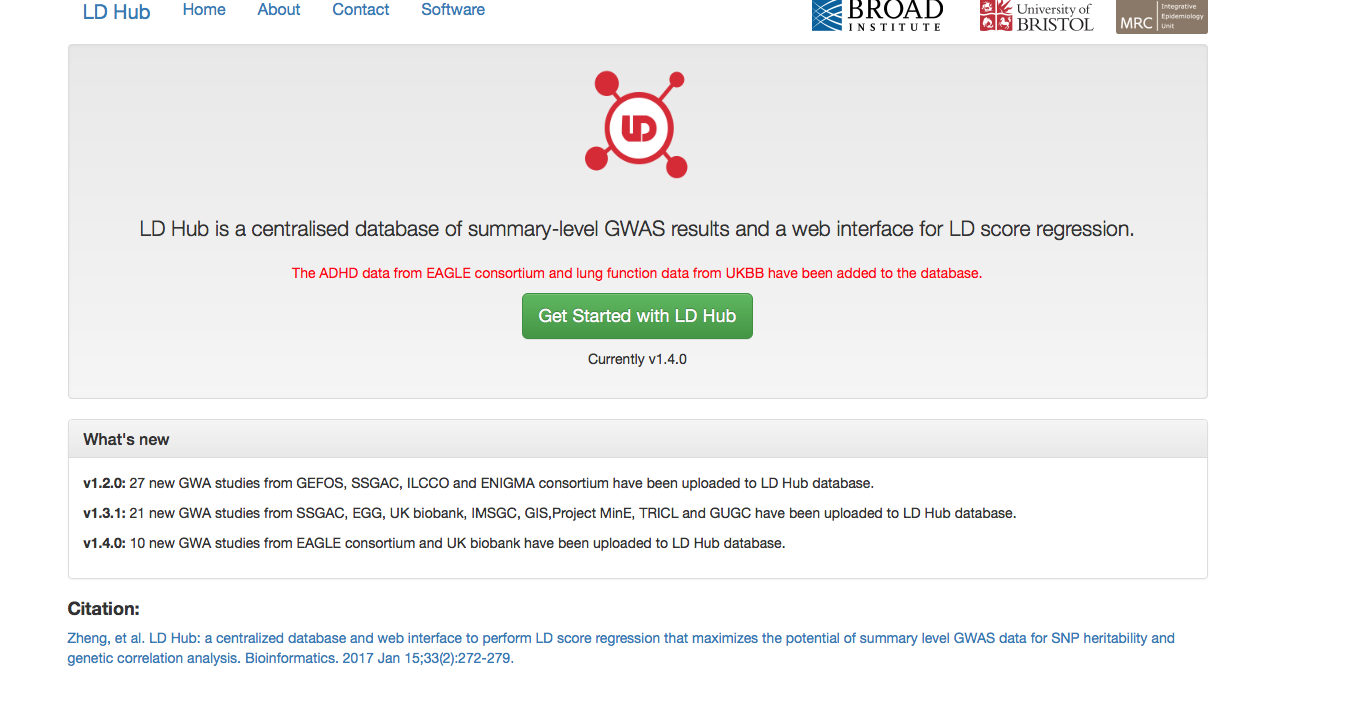 LD Hub Home About Contact Software
BROAD INSTITUTE
University of BRISTOL
MRC Integrative Epidemiology Unit
LD
LD Hub is a centralised database of summary-level GWAS results and a web interface for LD score regression.
The ADHD data from EAGLE consortium and lung function data from UKBB have been added to the database.
Get Started with LD Hub
Currently v1.4.0
What's new
v1.2.0: 27 new GWA studies from GEFOS, SSGAC, ILCCO and ENIGMA consortium have been uploaded to LD Hub database.
v1.3.1: 21 new GWA studies from SSGAC, EGG, UK biobank, IMSGC, GIS,Project MinE, TRICL and GUGC have been uploaded to LD Hub database.
v1.4.0: 10 new GWA studies from EAGLE consortium and UK biobank have been uploaded to LD Hub database.
Citation:
Zheng, et al. LD Hub: a centralized database and web interface to perform LD score regression that maximizes the potential of summary level GWAS data for SNP heritability and
genetic correlation analysis. Bioinformatics. 2017 Jan 15;33(2):272-279.